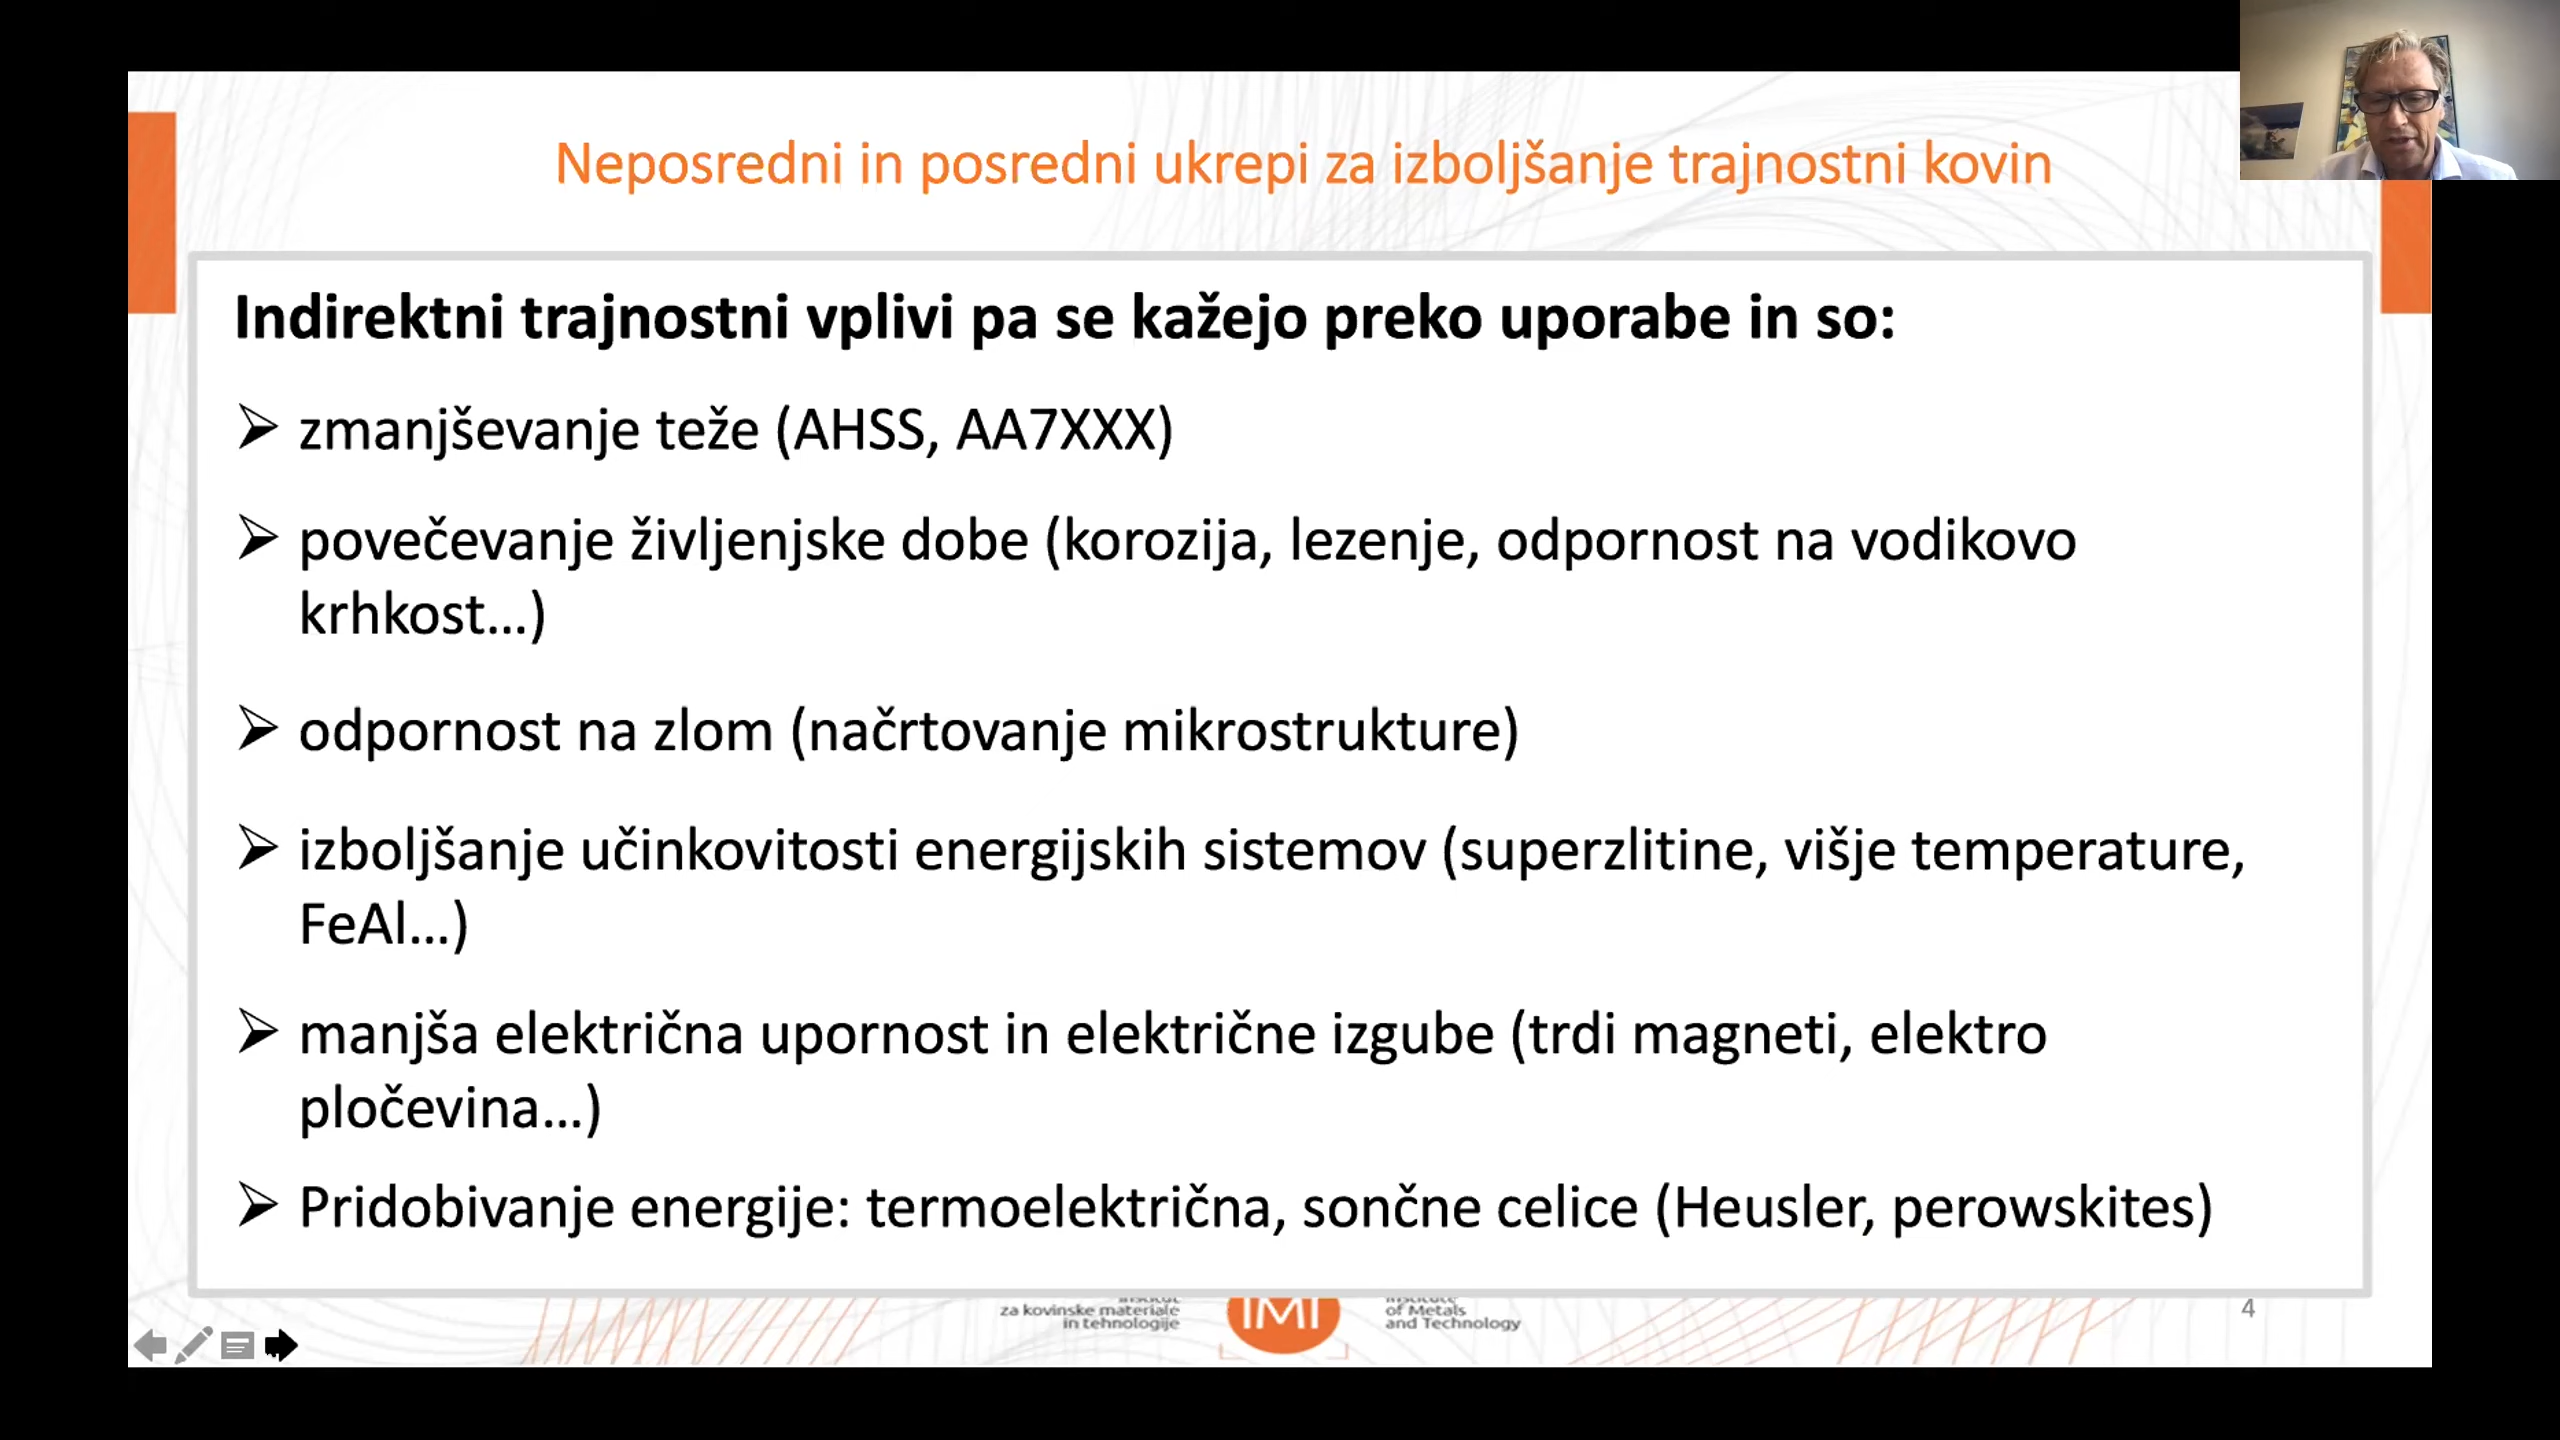 Neposredni in posredni ukrepi za izboljšanje trajnostni kovin
Indirektni trajnostni vplivi pa se kažejo preko uporabe in so:
zmanjševanje teže (AHSS, AA7XXX)
povečevanje življenjske dobe (korozija, lezenje, odpornost na vodikovo
krhkost...)
odpornost na zlom (načrtovanje mikrostrukture)
izboljšanje učinkovitosti energijskih sistemov (superzlitine, višje temperature,
FeAl...)
manjša električna upornost in električne izgube (trdi magneti, elektro
pločevina...)
Pridobivanje energije: termoelektrična, sončne celice (Heusler, perowskites)
za kovinske materiale
in tehnologije
IMT
of Metals
and Technology
4